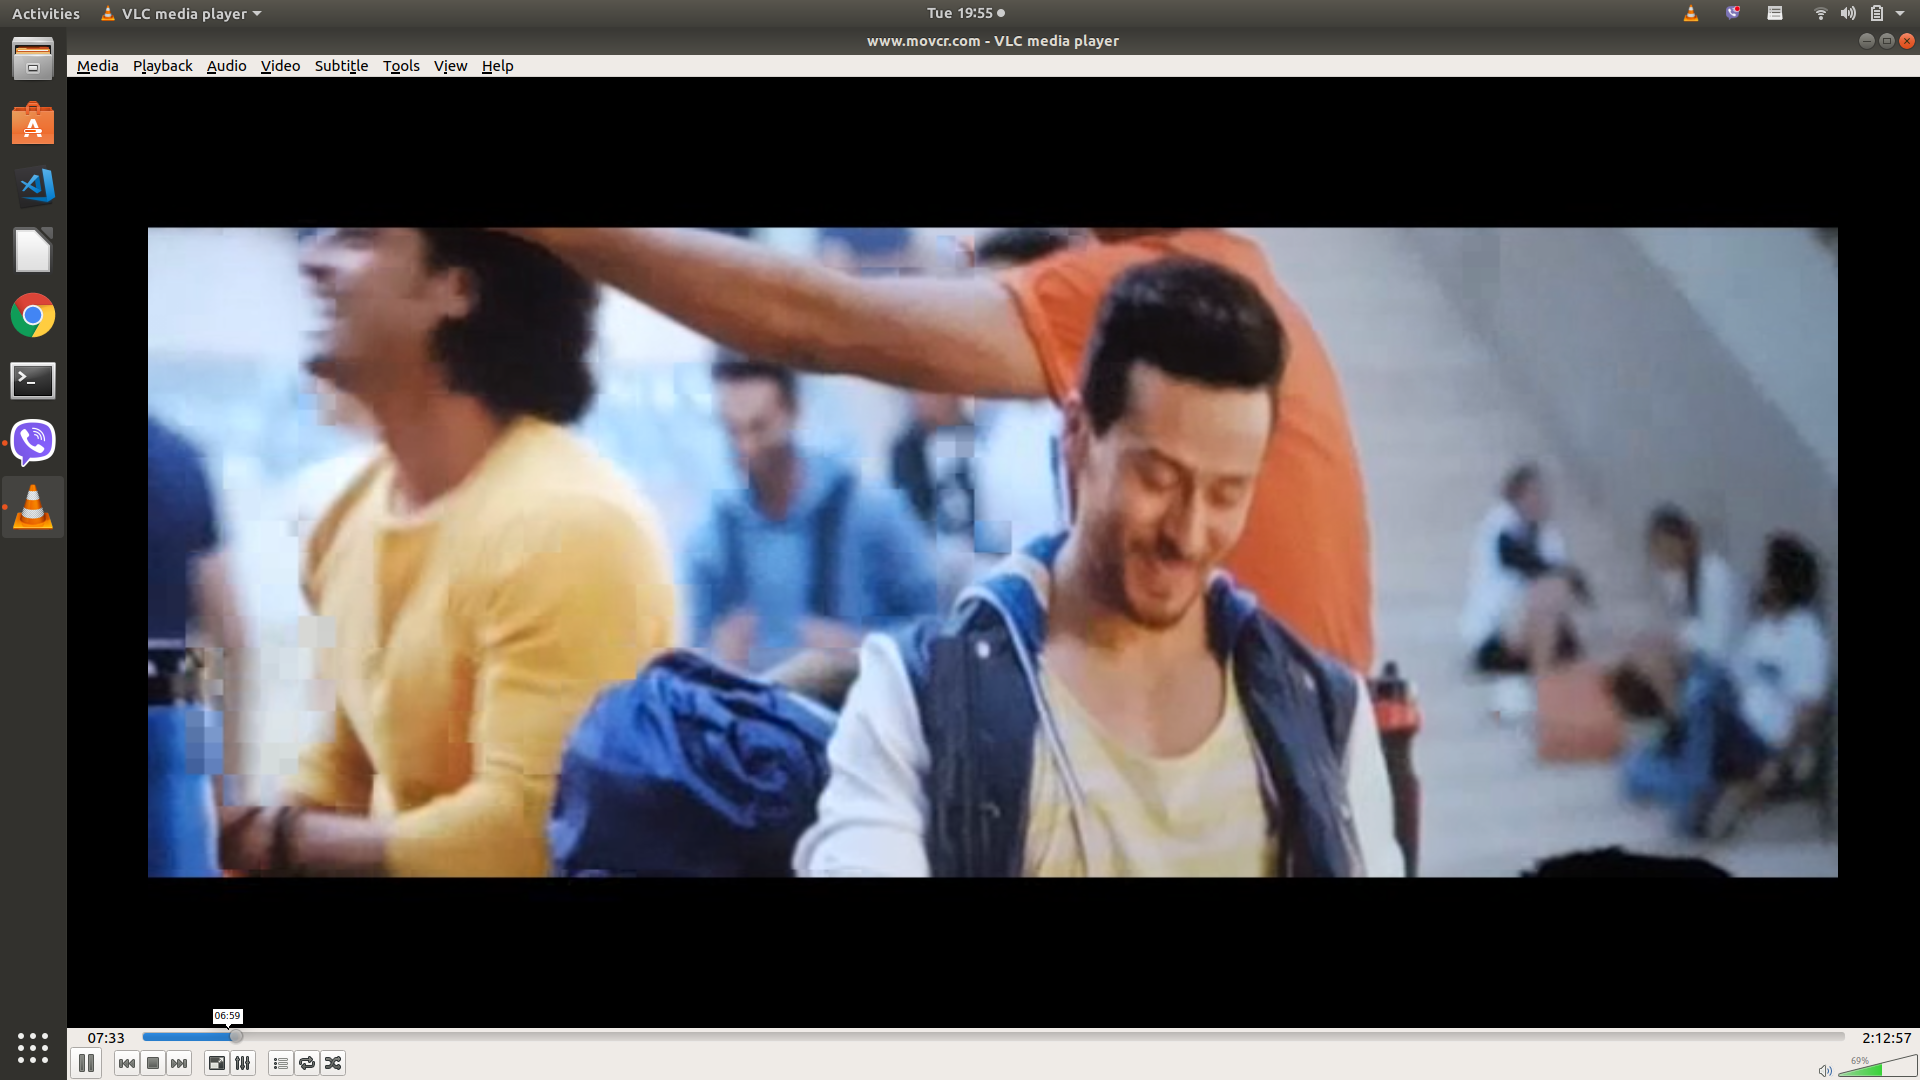 Activities VLC media player Tue 19:55
www.movcr.com - VLC media player
Media Playback Audio Video Subtitle Tools View Help
06:59
07:33 2:12:57
69%